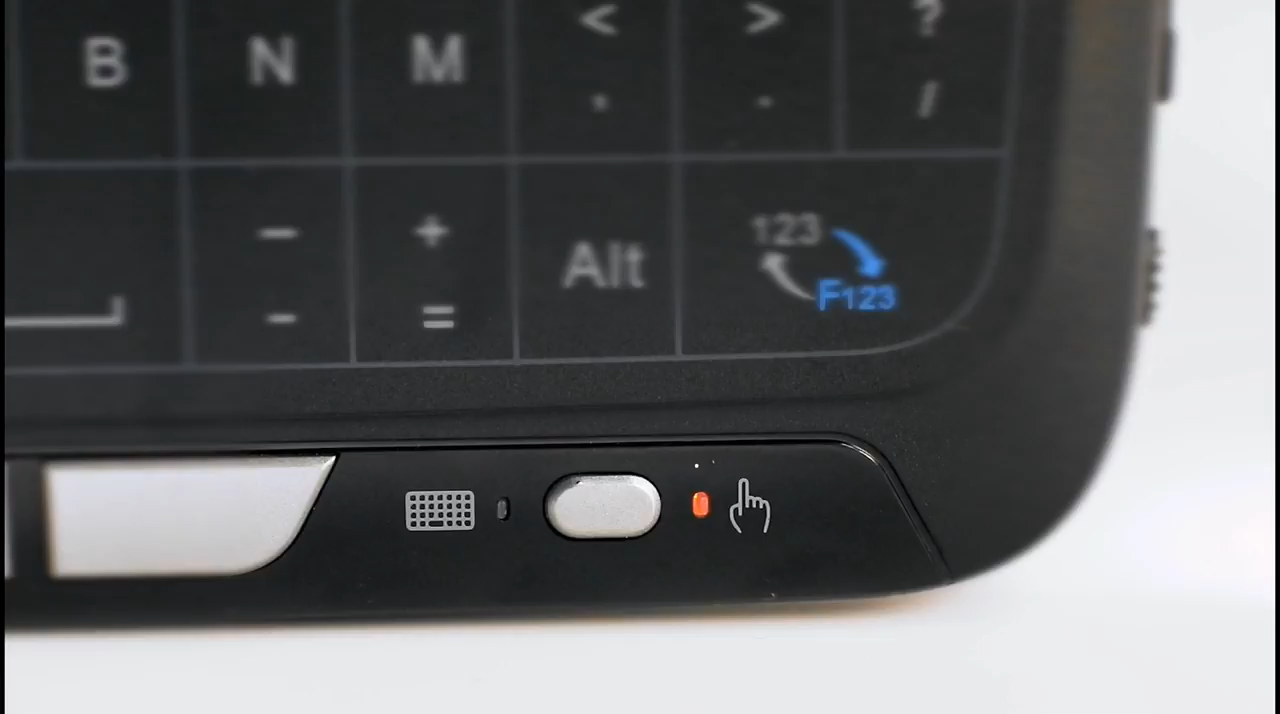 B N M < > ?
, . /
– + 123
Alt
- = F123